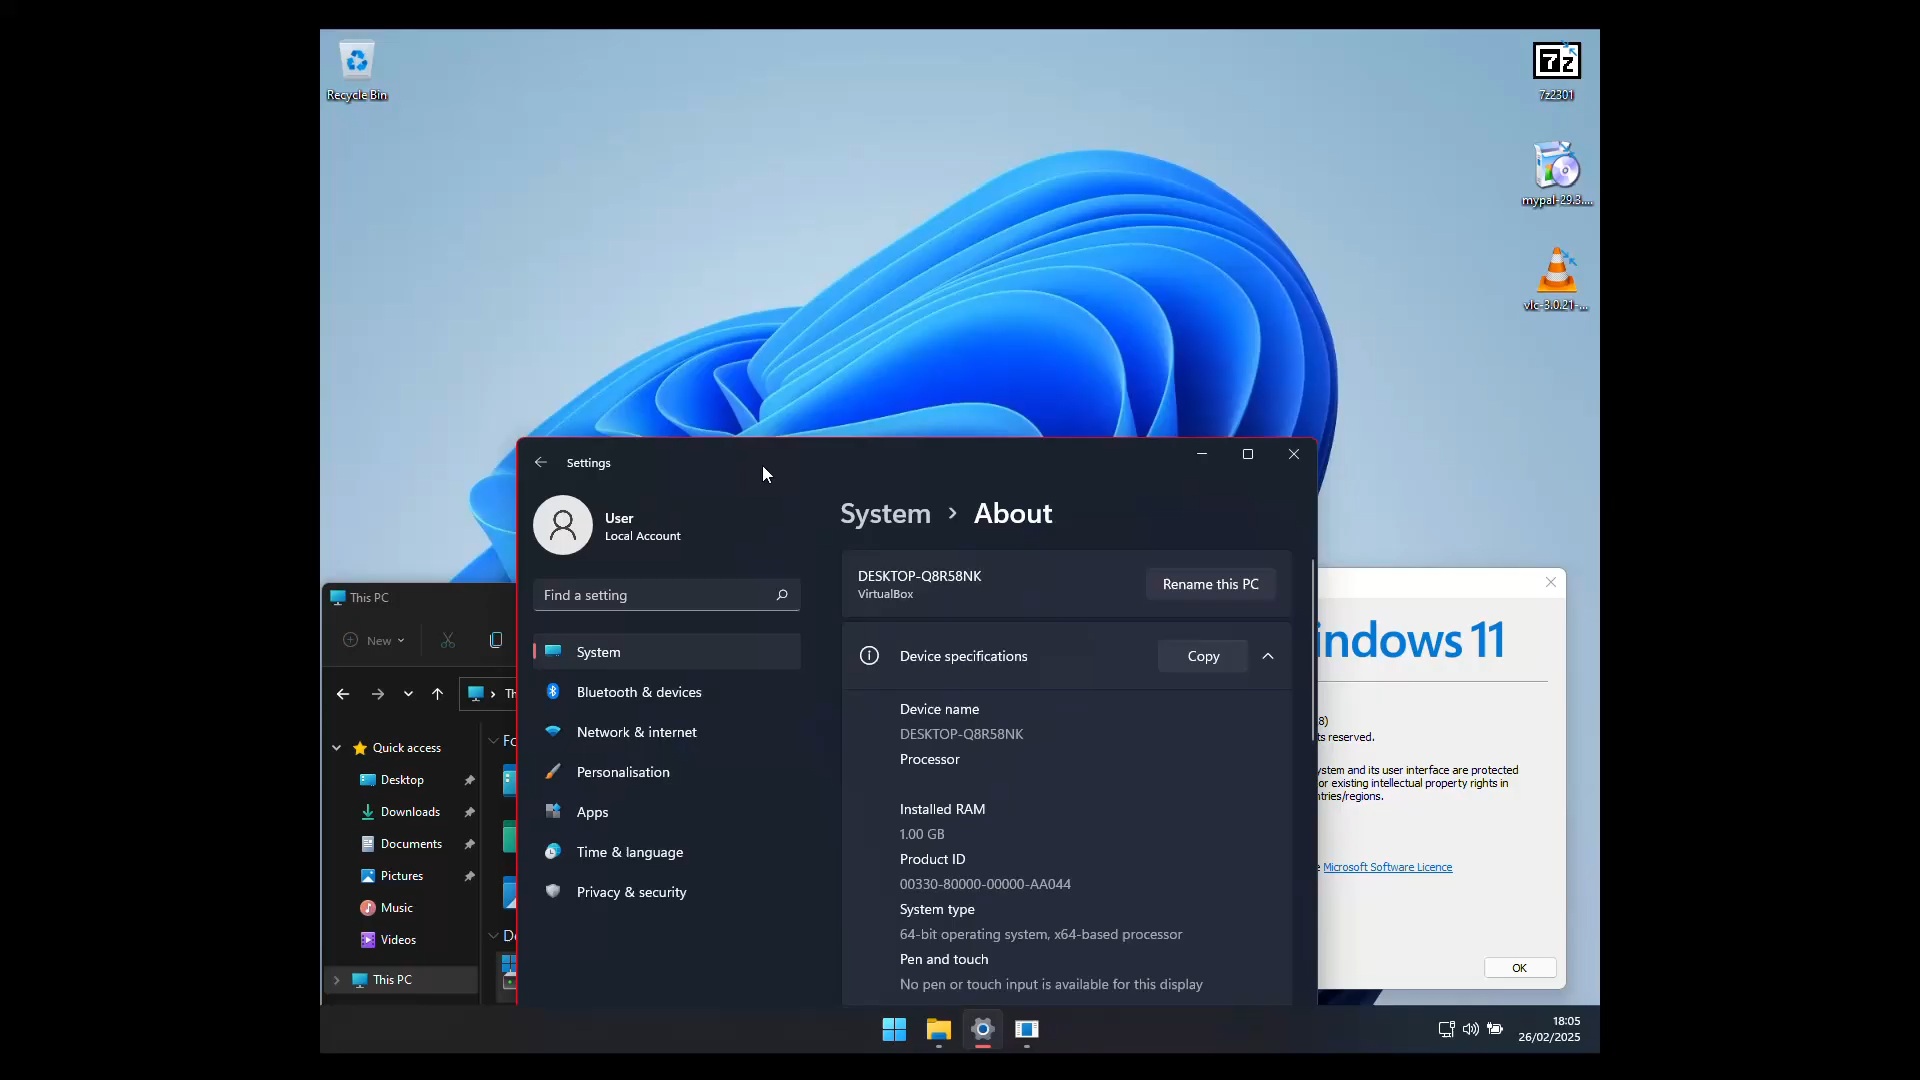 Recycle Bin
7z
7z2301
mypal-29.3....
vlc-3.0.21-...
Settings
User
Local Account
Find a setting
System
Bluetooth & devices
Network & internet
Personalisation
Apps
Time & language
Privacy & security
System > About
DESKTOP-Q8R58NK
VirtualBox
Rename this PC
Device specifications
Copy
Device name
DESKTOP-Q8R58NK
Processor
Installed RAM
1.00 GB
Product ID
00330-80000-00000-AA044
System type
64-bit operating system, x64-based processor
Pen and touch
No pen or touch input is available for this display
This PC
New
Th
Quick access
Desktop
Downloads
Documents
Pictures
Music
Videos
This PC
Fo
De
indows 11
8)
ts reserved.
ystem and its user interface are protected
or existing intellectual property rights in
ntries/regions.
e Microsoft Software Licence
OK
18:05
26/02/2025